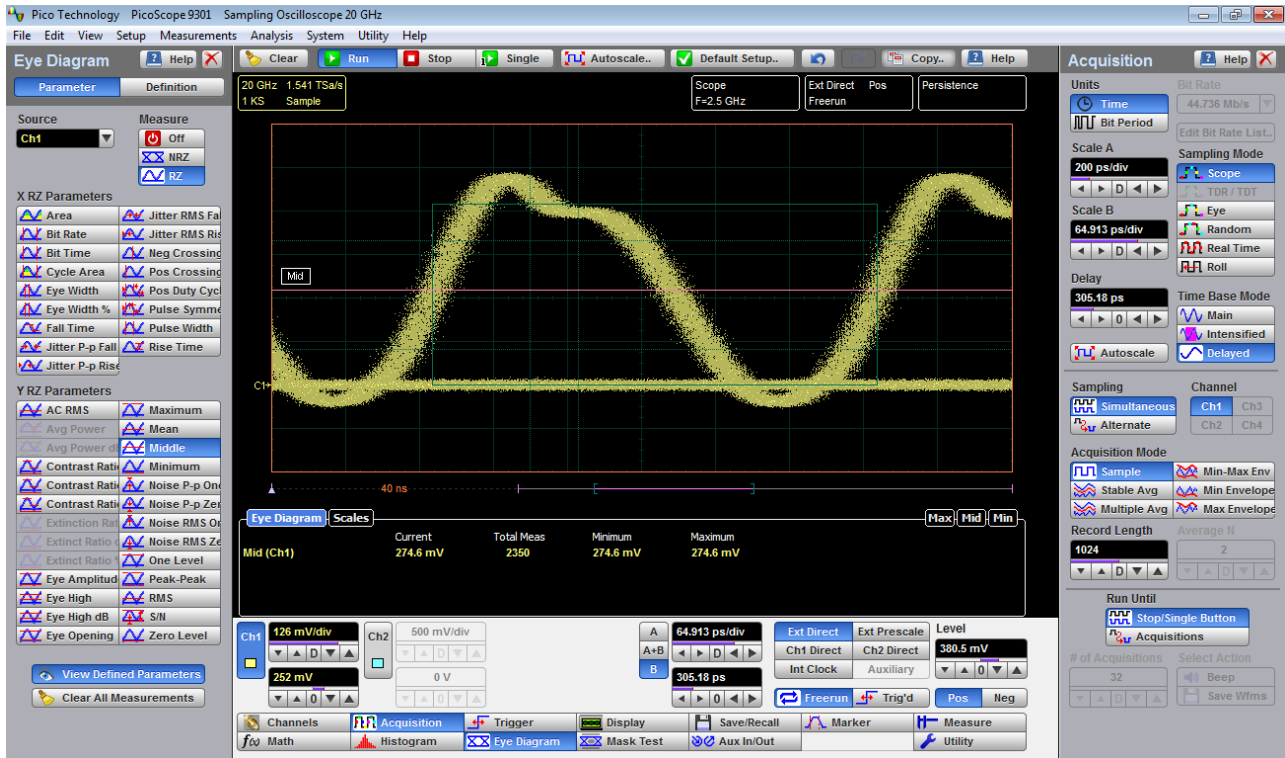 Pico Technology PicoScope 9301 Sampling Oscilloscope 20 GHz
File Edit View Setup Measurements Analysis System Utility Help
Eye Diagram Help
Parameter Definition
Source Measure
Ch1 Off
NRZ
RZ
X RZ Parameters
Area Jitter RMS Fal
Bit Rate Jitter RMS Ris
Bit Time Neg Crossing
Cycle Area Pos Crossing
Eye Width Pos Duty Cycl
Eye Width % Pulse Symme
Fall Time Pulse Width
Jitter P-p Fall Rise Time
Jitter P-p Rise
Y RZ Parameters
AC RMS Maximum
Avg Power Mean
Avg Power dB Middle
Contrast Rati Minimum
Contrast Rati Noise P-p One
Contrast Rati Noise P-p Zer
Extinction Rat Noise RMS On
Extinct Ratio Noise RMS Ze
Extinct Ratio One Level
Eye Amplitud Peak-Peak
Eye High RMS
Eye High dB S/N
Eye Opening Zero Level
View Defined Parameters
Clear All Measurements
Clear Run Stop Single Autoscale.. Default Setup.. Copy.. Help
20 GHz 1.541 TSa/s
1 KS Sample
Scope
F=2.5 GHz
Ext Direct Pos
Freerun
Persistence
Mid
C1
40 ns
Eye Diagram Scales Max Mid Min
Current Total Meas Minimum Maximum
Mid (Ch1) 274.6 mV 2350 274.6 mV 274.6 mV
Ch1 126 mV/div Ch2 500 mV/div
D D
252 mV 0 V
0 0
A 64.913 ps/div
A+B D
B 305.18 ps
0
Ext Direct Ext Prescale Level
Ch1 Direct Ch2 Direct 380.5 mV
Int Clock Auxiliary 0
Freerun Trig'd Pos Neg
Channels Acquisition Trigger Display Save/Recall Marker Measure
f(x) Math Histogram Eye Diagram Mask Test Aux In/Out Utility
Acquisition Help
Units Bit Rate
Time 44.736 Mb/s
Bit Period Edit Bit Rate List..
Scale A Sampling Mode
200 ps/div Scope
D TDR / TDT
Scale B Eye
64.913 ps/div Random
D Real Time
Roll
Delay
305.18 ps Time Base Mode
0 Main
Intensified
Autoscale Delayed
Sampling Channel
Simultaneous Ch1 Ch3
Alternate Ch2 Ch4
Acquisition Mode
Sample Min-Max Env
Stable Avg Min Envelope
Multiple Avg Max Envelope
Record Length Average N
1024 2
D D
Run Until
Stop/Single Button
Acquisitions
# of Acquisitions Select Action
32 Beep
D Save Wfms